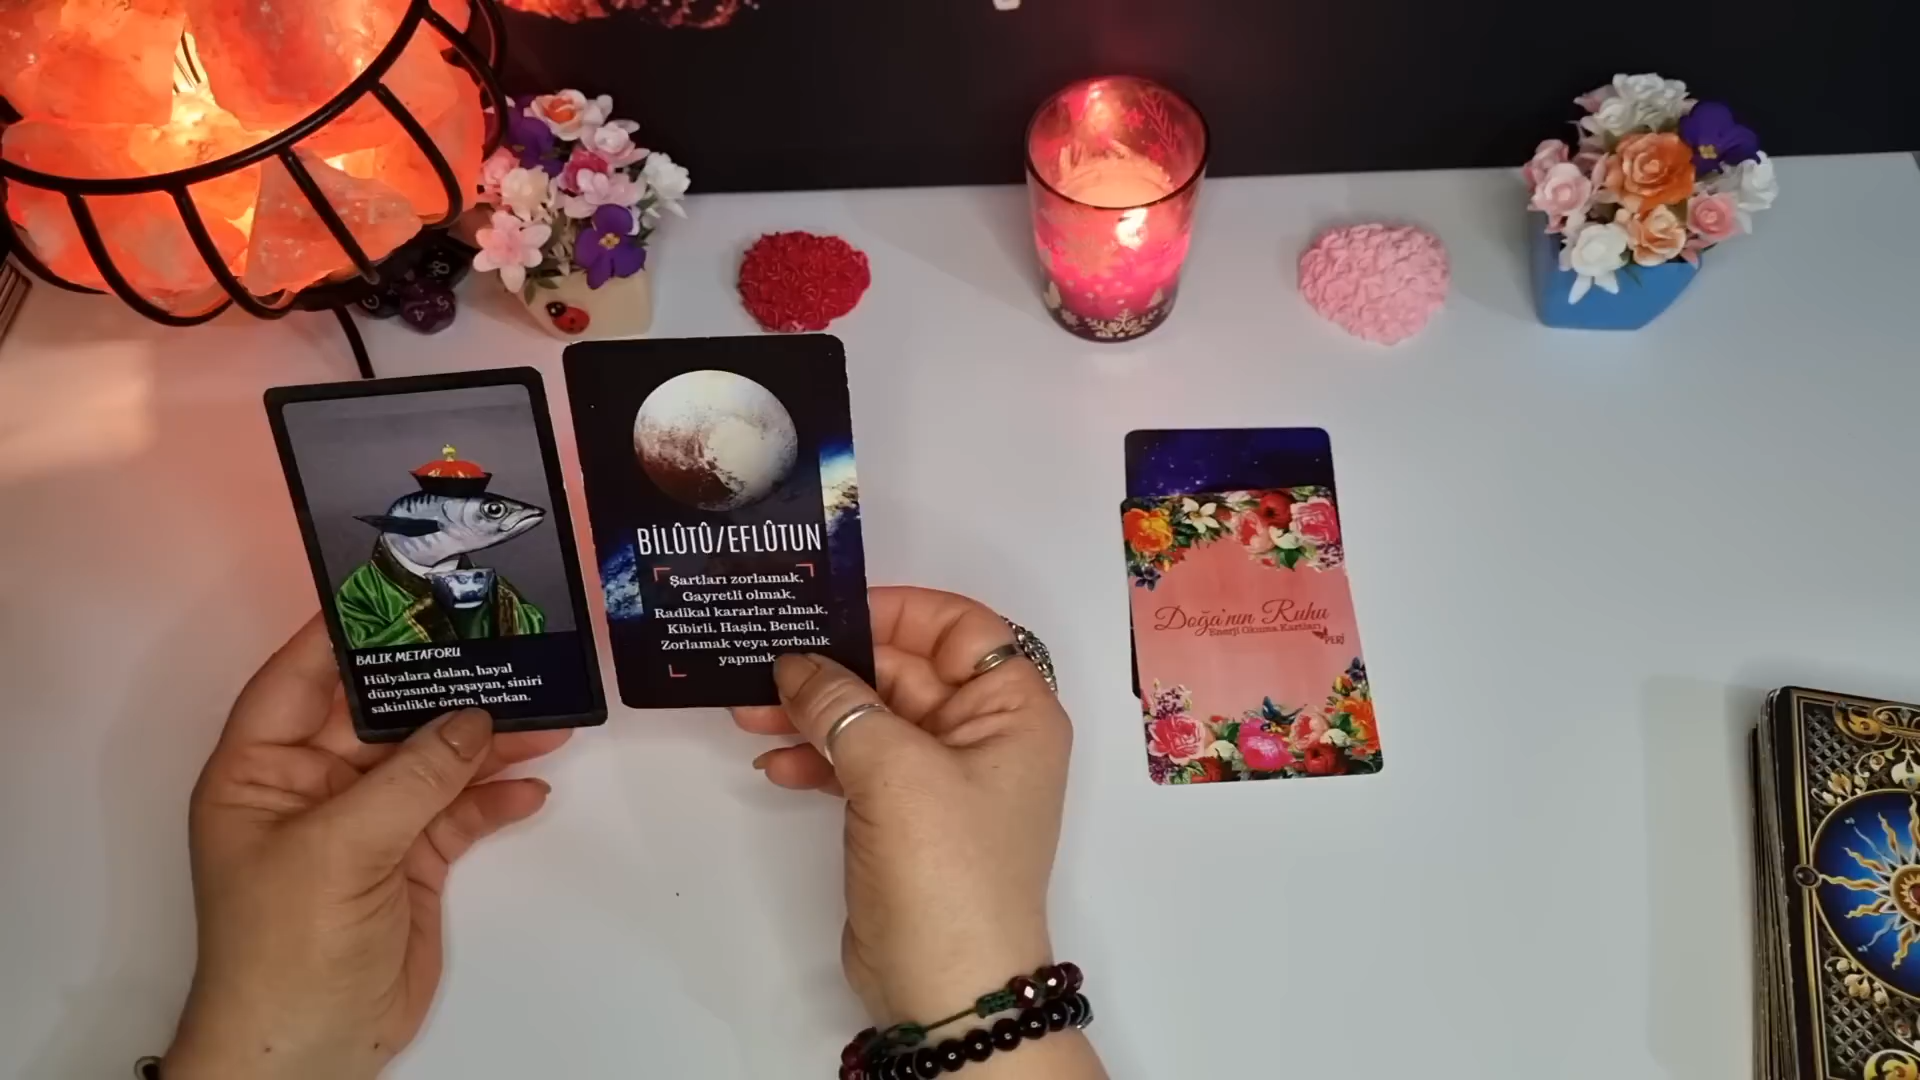 BALIK METAFORU
Hülyalara dalan, hayal
dünyasında yaşayan, siniri
sakinlikle örten, korkan.
BİLÛTÛ/EFLÛTUN
Şartları zorlamak,
Gayretli olmak,
Radikal kararlar almak,
Kibirli, Haşin, Bencil,
Zorlamak veya zorbalık
yapmak
Doğa'nın Ruhu
Enerji Okuma Kartları
PERİ